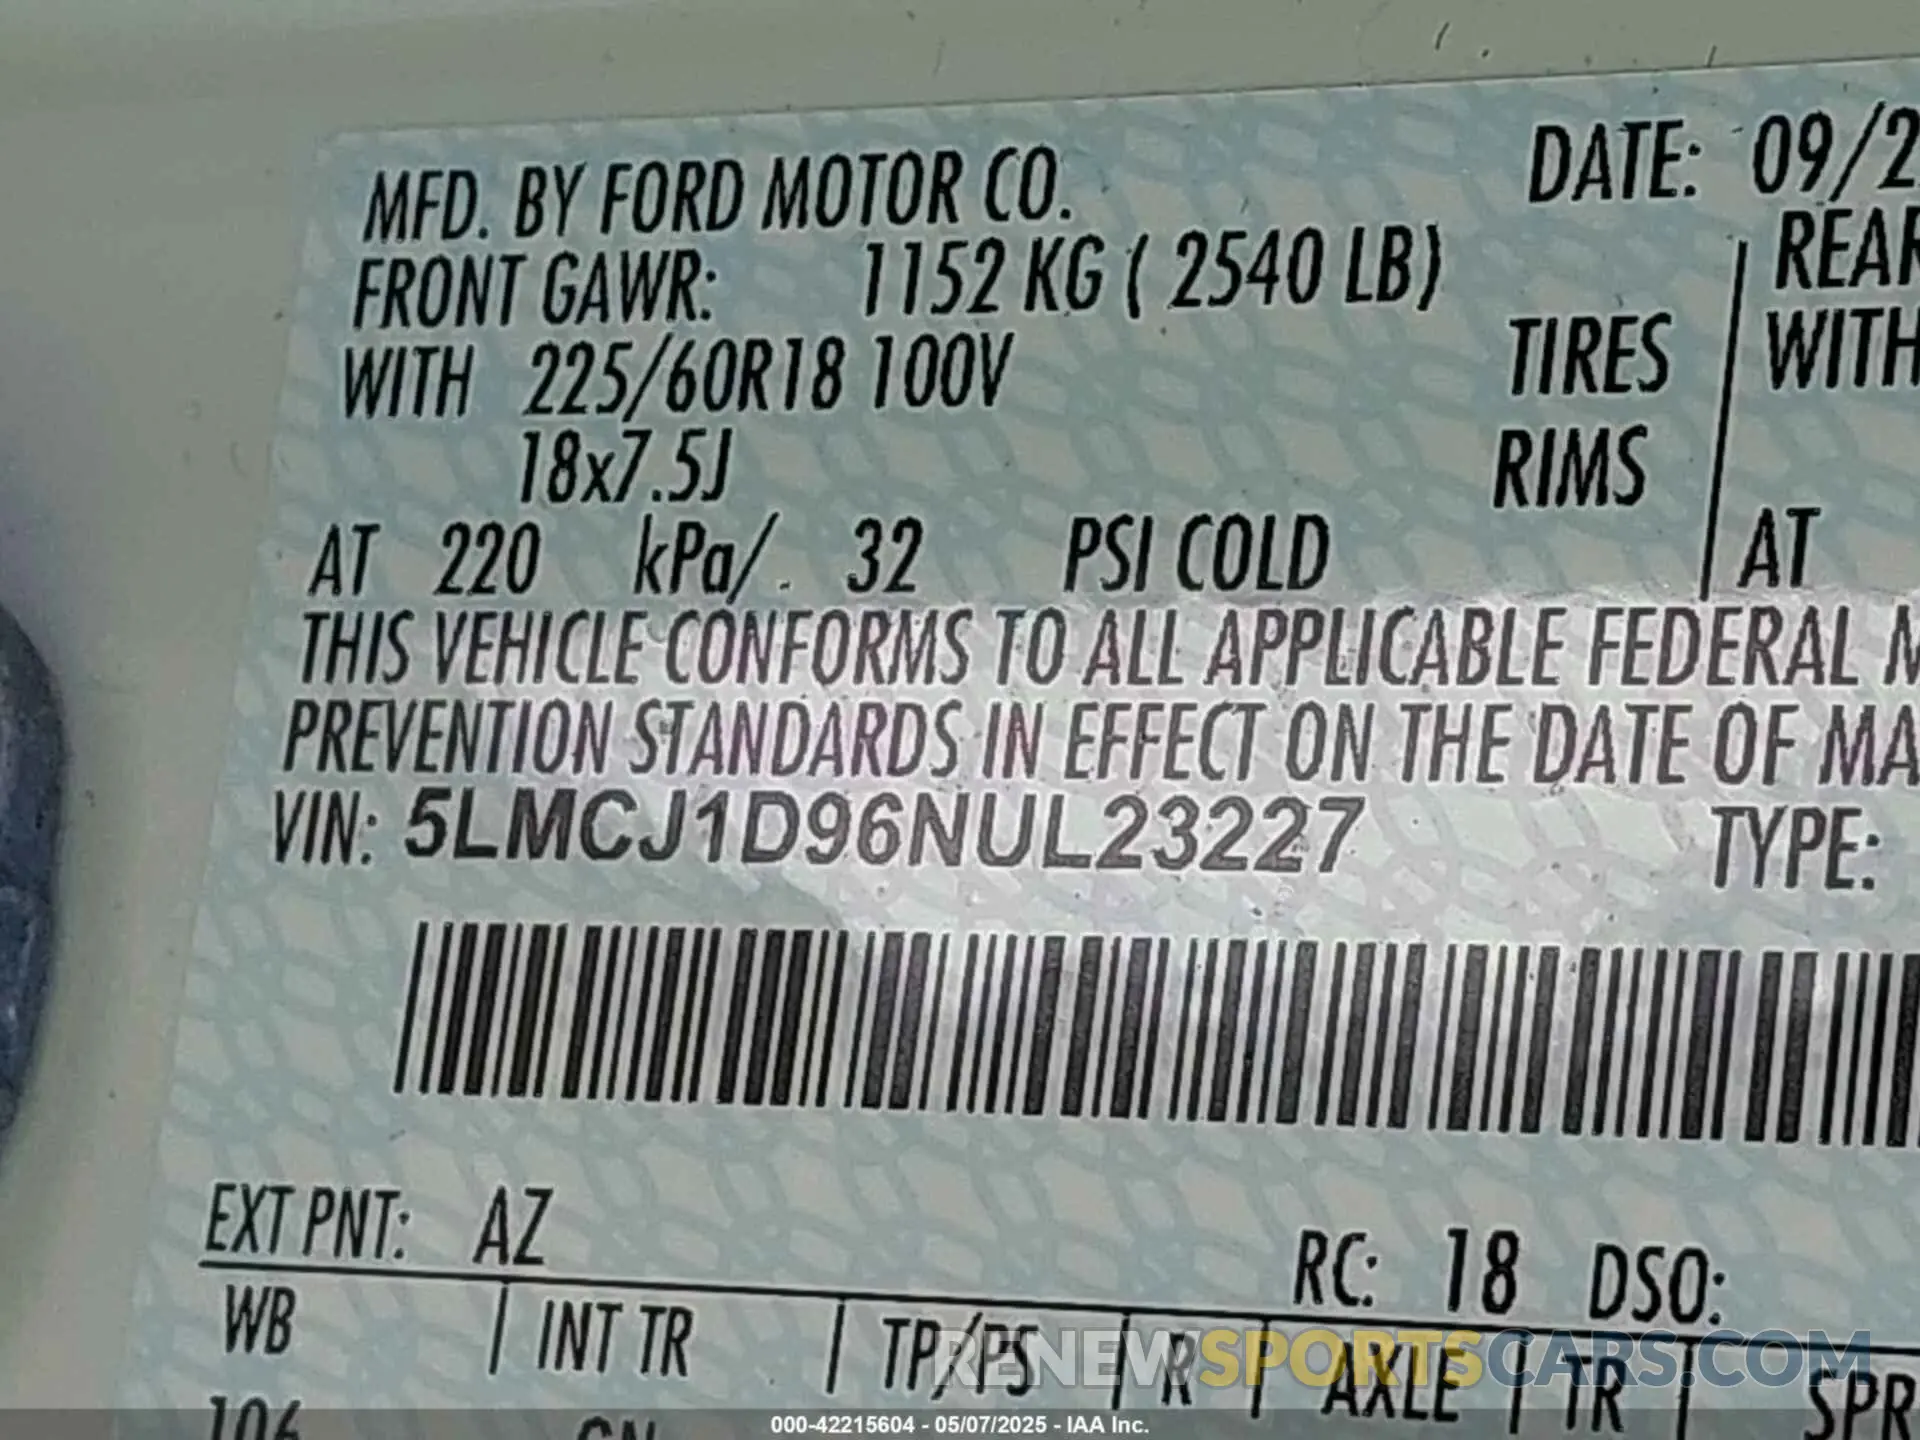 MFD. BY FORD MOTOR CO. DATE: 09/2
FRONT GAWR: 1152 KG ( 2540 LB) REAR
WITH 225/60R18 100V TIRES WITH
18x7.5J RIMS
AT 220 kPa/ 32 PSI COLD AT
THIS VEHICLE CONFORMS TO ALL APPLICABLE FEDERAL M
PREVENTION STANDARDS IN EFFECT ON THE DATE OF MA
VIN: 5LMCJ1D96NUL23227 TYPE:
EXT PNT: AZ RC: 18 DSO:
WB INT TR TP/PS R AXLE TR SPR
RENEWSPORTSCARS.COM
106
000-42215604 - 05/07/2025 - IAA Inc.